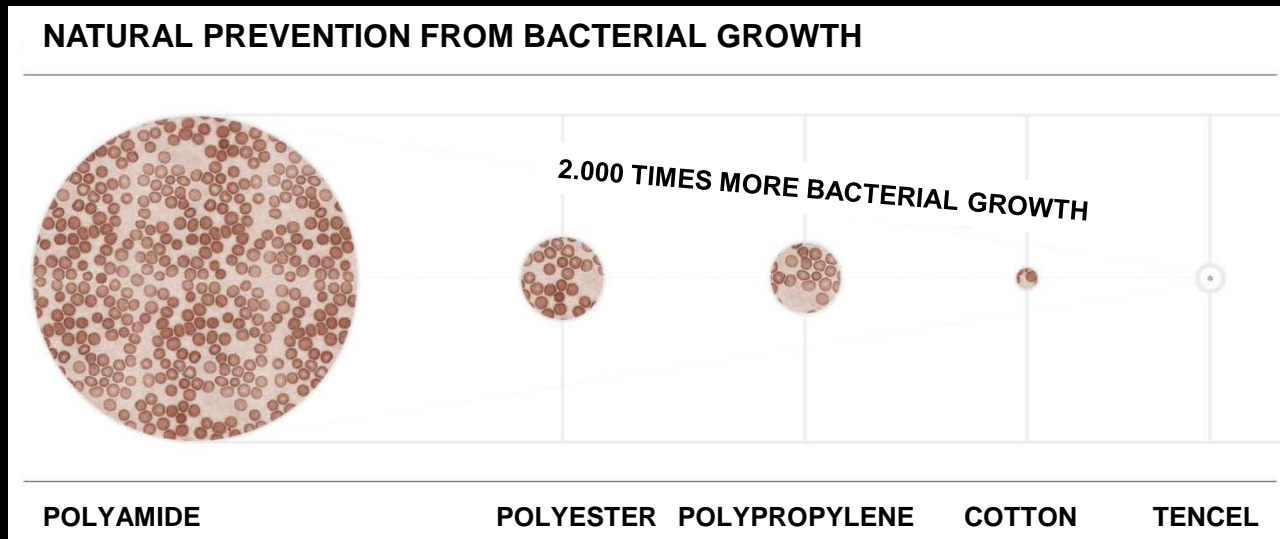 NATURAL PREVENTION FROM BACTERIAL GROWTH
2.000 TIMES MORE BACTERIAL GROWTH
POLYAMIDE POLYESTER POLYPROPYLENE COTTON TENCEL